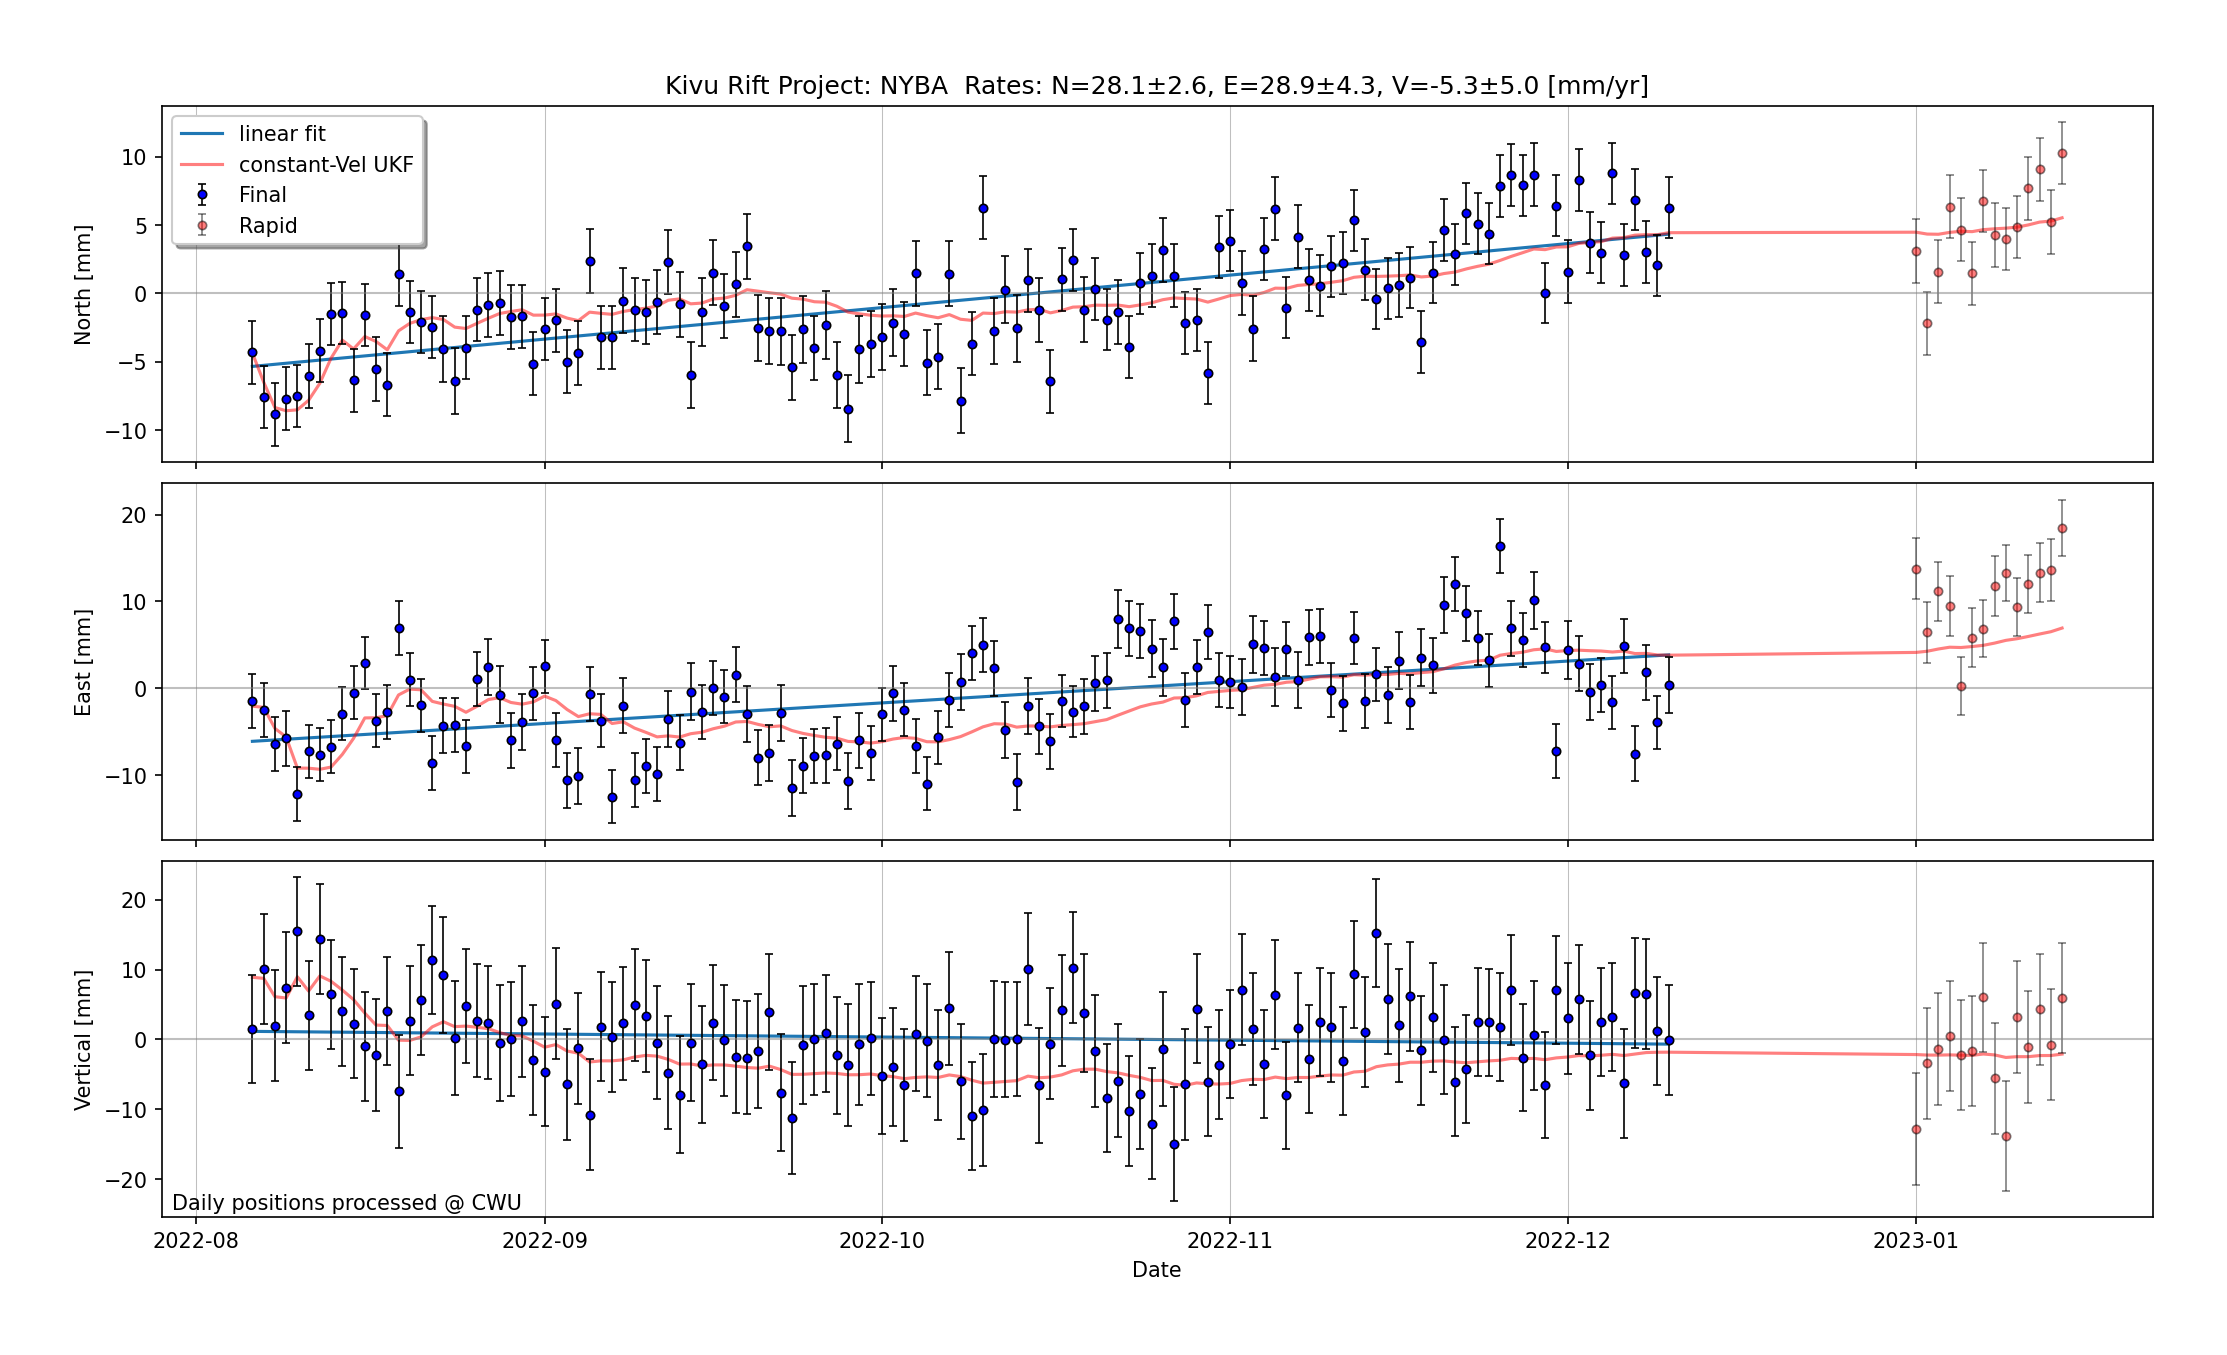 Kivu Rift Project: NYBA  Rates: N=28.1±2.6, E=28.9±4.3, V=-5.3±5.0 [mm/yr]
linear fit
constant-Vel UKF
Final
Rapid
North [mm]
10
5
0
−5
−10
East [mm]
20
10
0
−10
Vertical [mm]
20
10
0
−10
−20
Daily positions processed @ CWU
2022-08 2022-09 2022-10 2022-11 2022-12 2023-01
Date